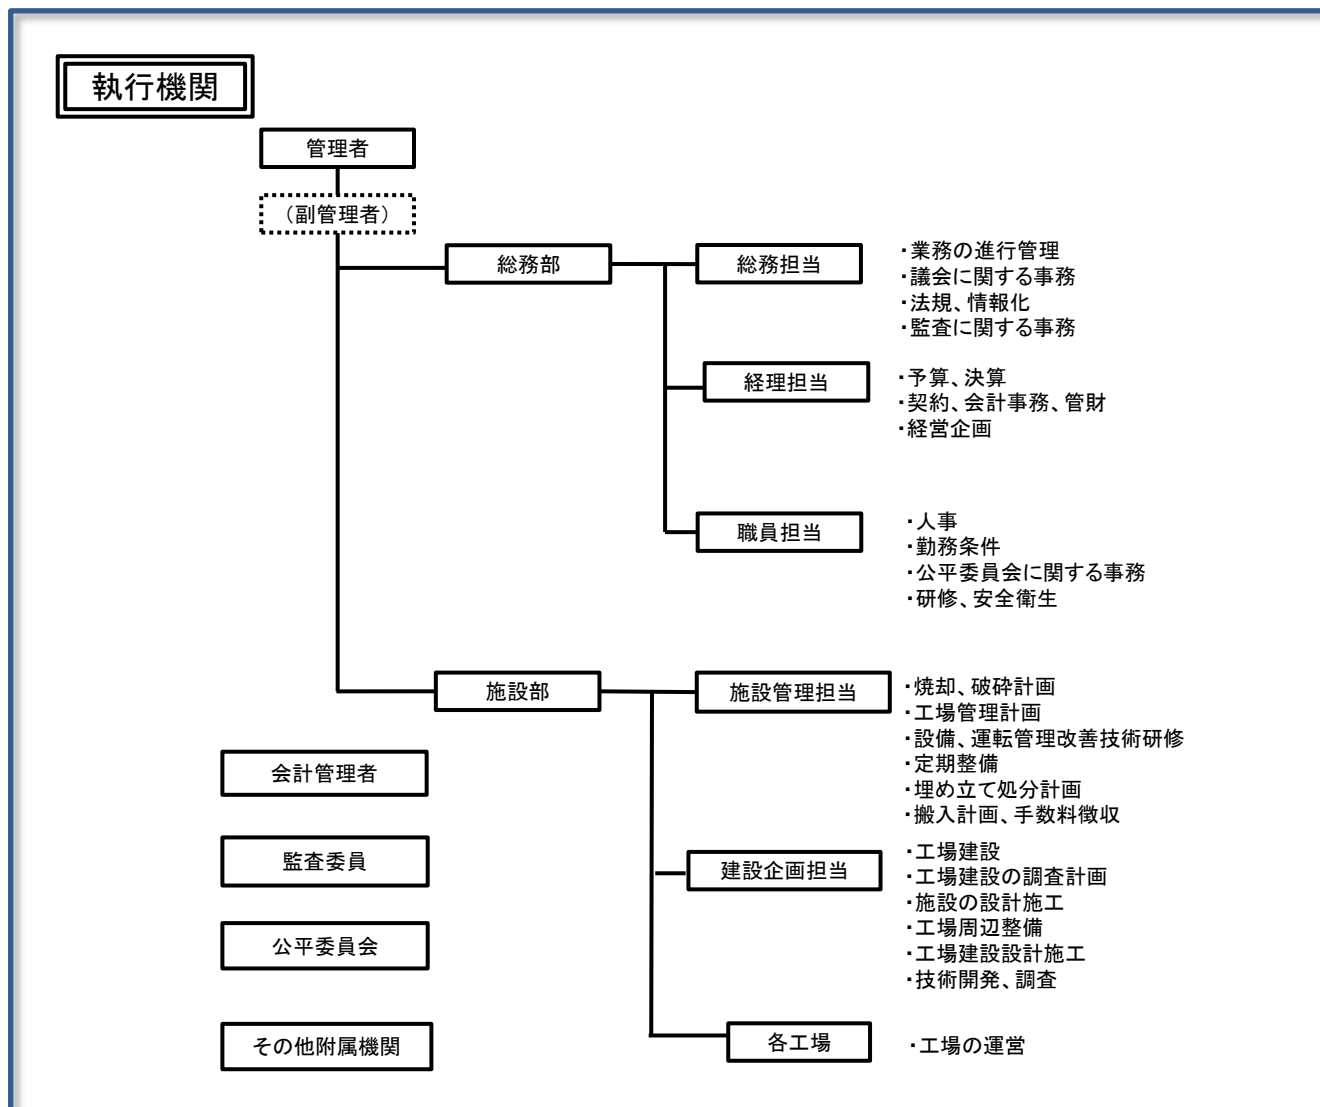 執行機関
管理者
（副管理者）
総務部
総務担当
・業務の進行管理
・議会に関する事務
・法規、情報化
・監査に関する事務
経理担当
・予算、決算
・契約、会計事務、管財
・経営企画
職員担当
・人事
・勤務条件
・公平委員会に関する事務
・研修、安全衛生
施設部
施設管理担当
・焼却、破砕計画
・工場管理計画
・設備、運転管理改善技術研修
・定期整備
・埋め立て処分計画
・搬入計画、手数料徴収
建設企画担当
・工場建設
・工場建設の調査計画
・施設の設計施工
・工場周辺整備
・工場建設設計施工
・技術開発、調査
各工場
・工場の運営
会計管理者
監査委員
公平委員会
その他附属機関